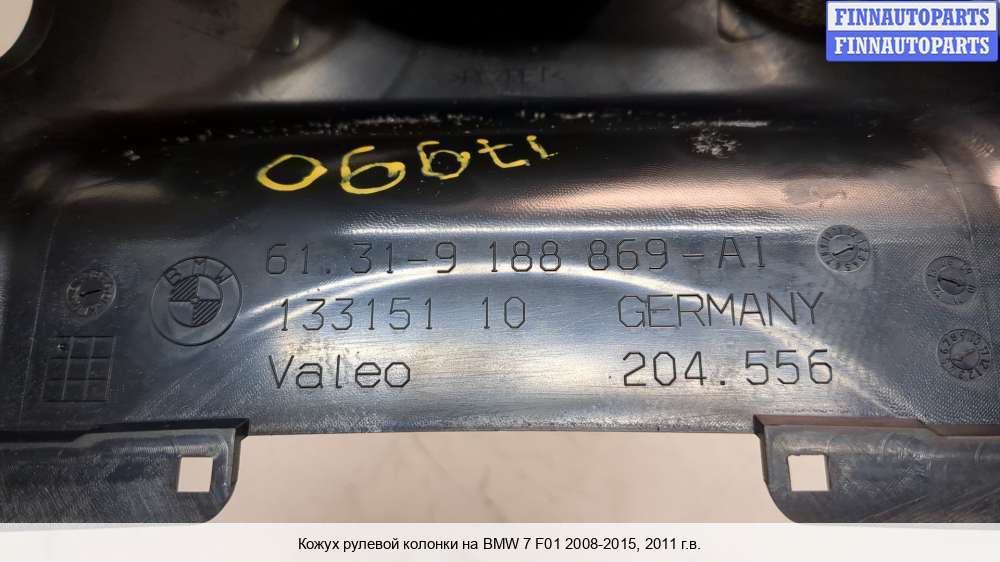 FINNAUTOPARTS
FINNAUTOPARTS
61.31-9 188 869-AI
BMW
133151 10 GERMANY
Valeo 204.556
Кожух рулевой колонки на BMW 7 F01 2008-2015, 2011 г.в.